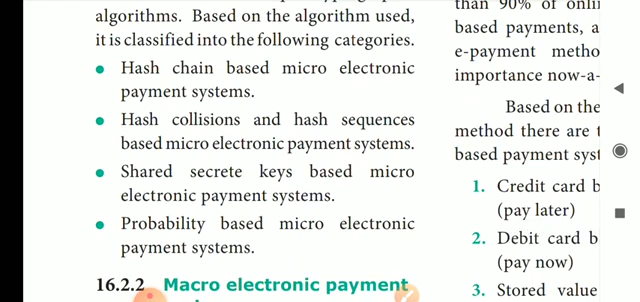 algorithms. Based on the algorithm used,
it is classified into the following categories.
• Hash chain based micro electronic
payment systems.
• Hash collisions and hash sequences
based micro electronic payment systems.
• Shared secrete keys based micro
electronic payment systems.
• Probability based micro electronic
payment systems.
16.2.2 Macro electronic payment
than 90% of onli
based payments, a
e-payment metho
importance now-a-
Based on the
method there are t
based payment syst
1. Credit card b
(pay later)
2. Debit card b
(pay now)
3. Stored value